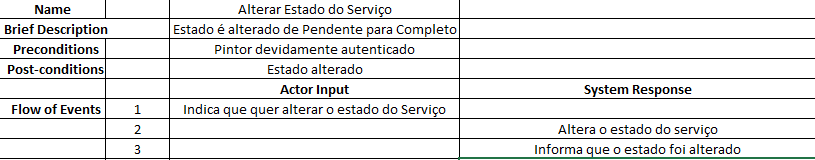 Name Alterar Estado do Serviço
Brief Description Estado é alterado de Pendente para Completo
Preconditions Pintor devidamente autenticado
Post-conditions Estado alterado
Actor Input System Response
Flow of Events 1 Indica que quer alterar o estado do Serviço
2 Altera o estado do serviço
3 Informa que o estado foi alterado